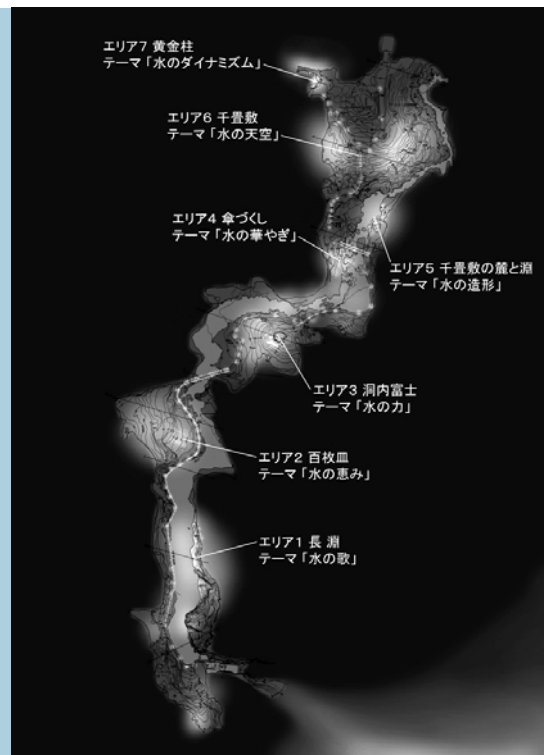 エリア7 黄金柱
テーマ「水のダイナミズム」
エリア6 千畳敷
テーマ「水の天空」
エリア4 傘づくし
テーマ「水の華やぎ」
エリア5 千畳敷の麓と淵
テーマ「水の造形」
エリア3 洞内富士
テーマ「水の力」
エリア2 百枚皿
テーマ「水の恵み」
エリア1 長 淵
テーマ「水の歌」